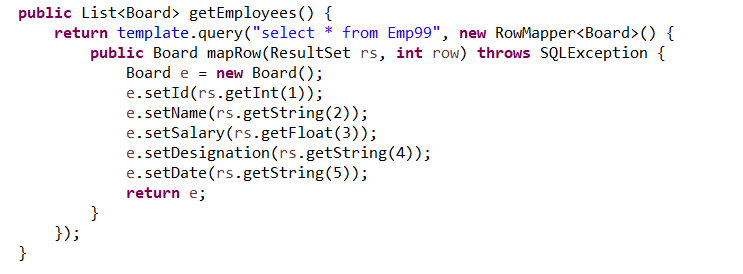 public List<Board> getEmployees() {
    return template.query("select * from Emp99", new RowMapper<Board>() {
        public Board mapRow(ResultSet rs, int row) throws SQLException {
            Board e = new Board();
            e.setId(rs.getInt(1));
            e.setName(rs.getString(2));
            e.setSalary(rs.getFloat(3));
            e.setDesignation(rs.getString(4));
            e.setDate(rs.getString(5));
            return e;
        }
    });
}